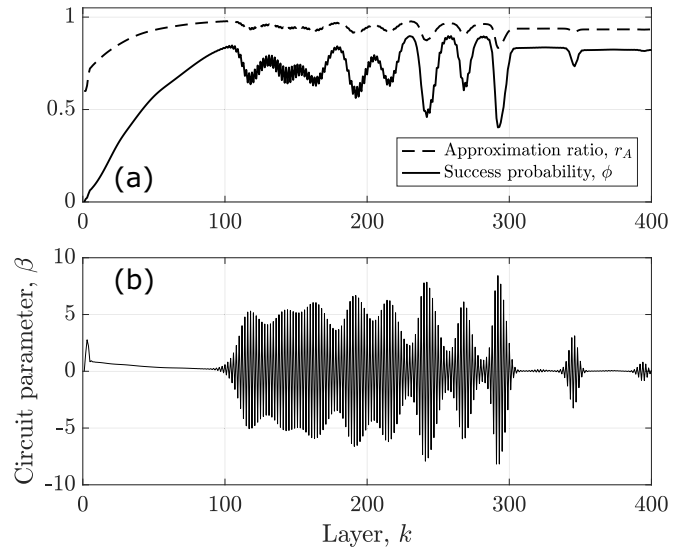 1
0.5
0
(a)
Approximation ratio, r_A
Success probability, ϕ
0 100 200 300 400
10
5
0
-5
-10
(b)
Circuit parameter, β
0 100 200 300 400
Layer, k